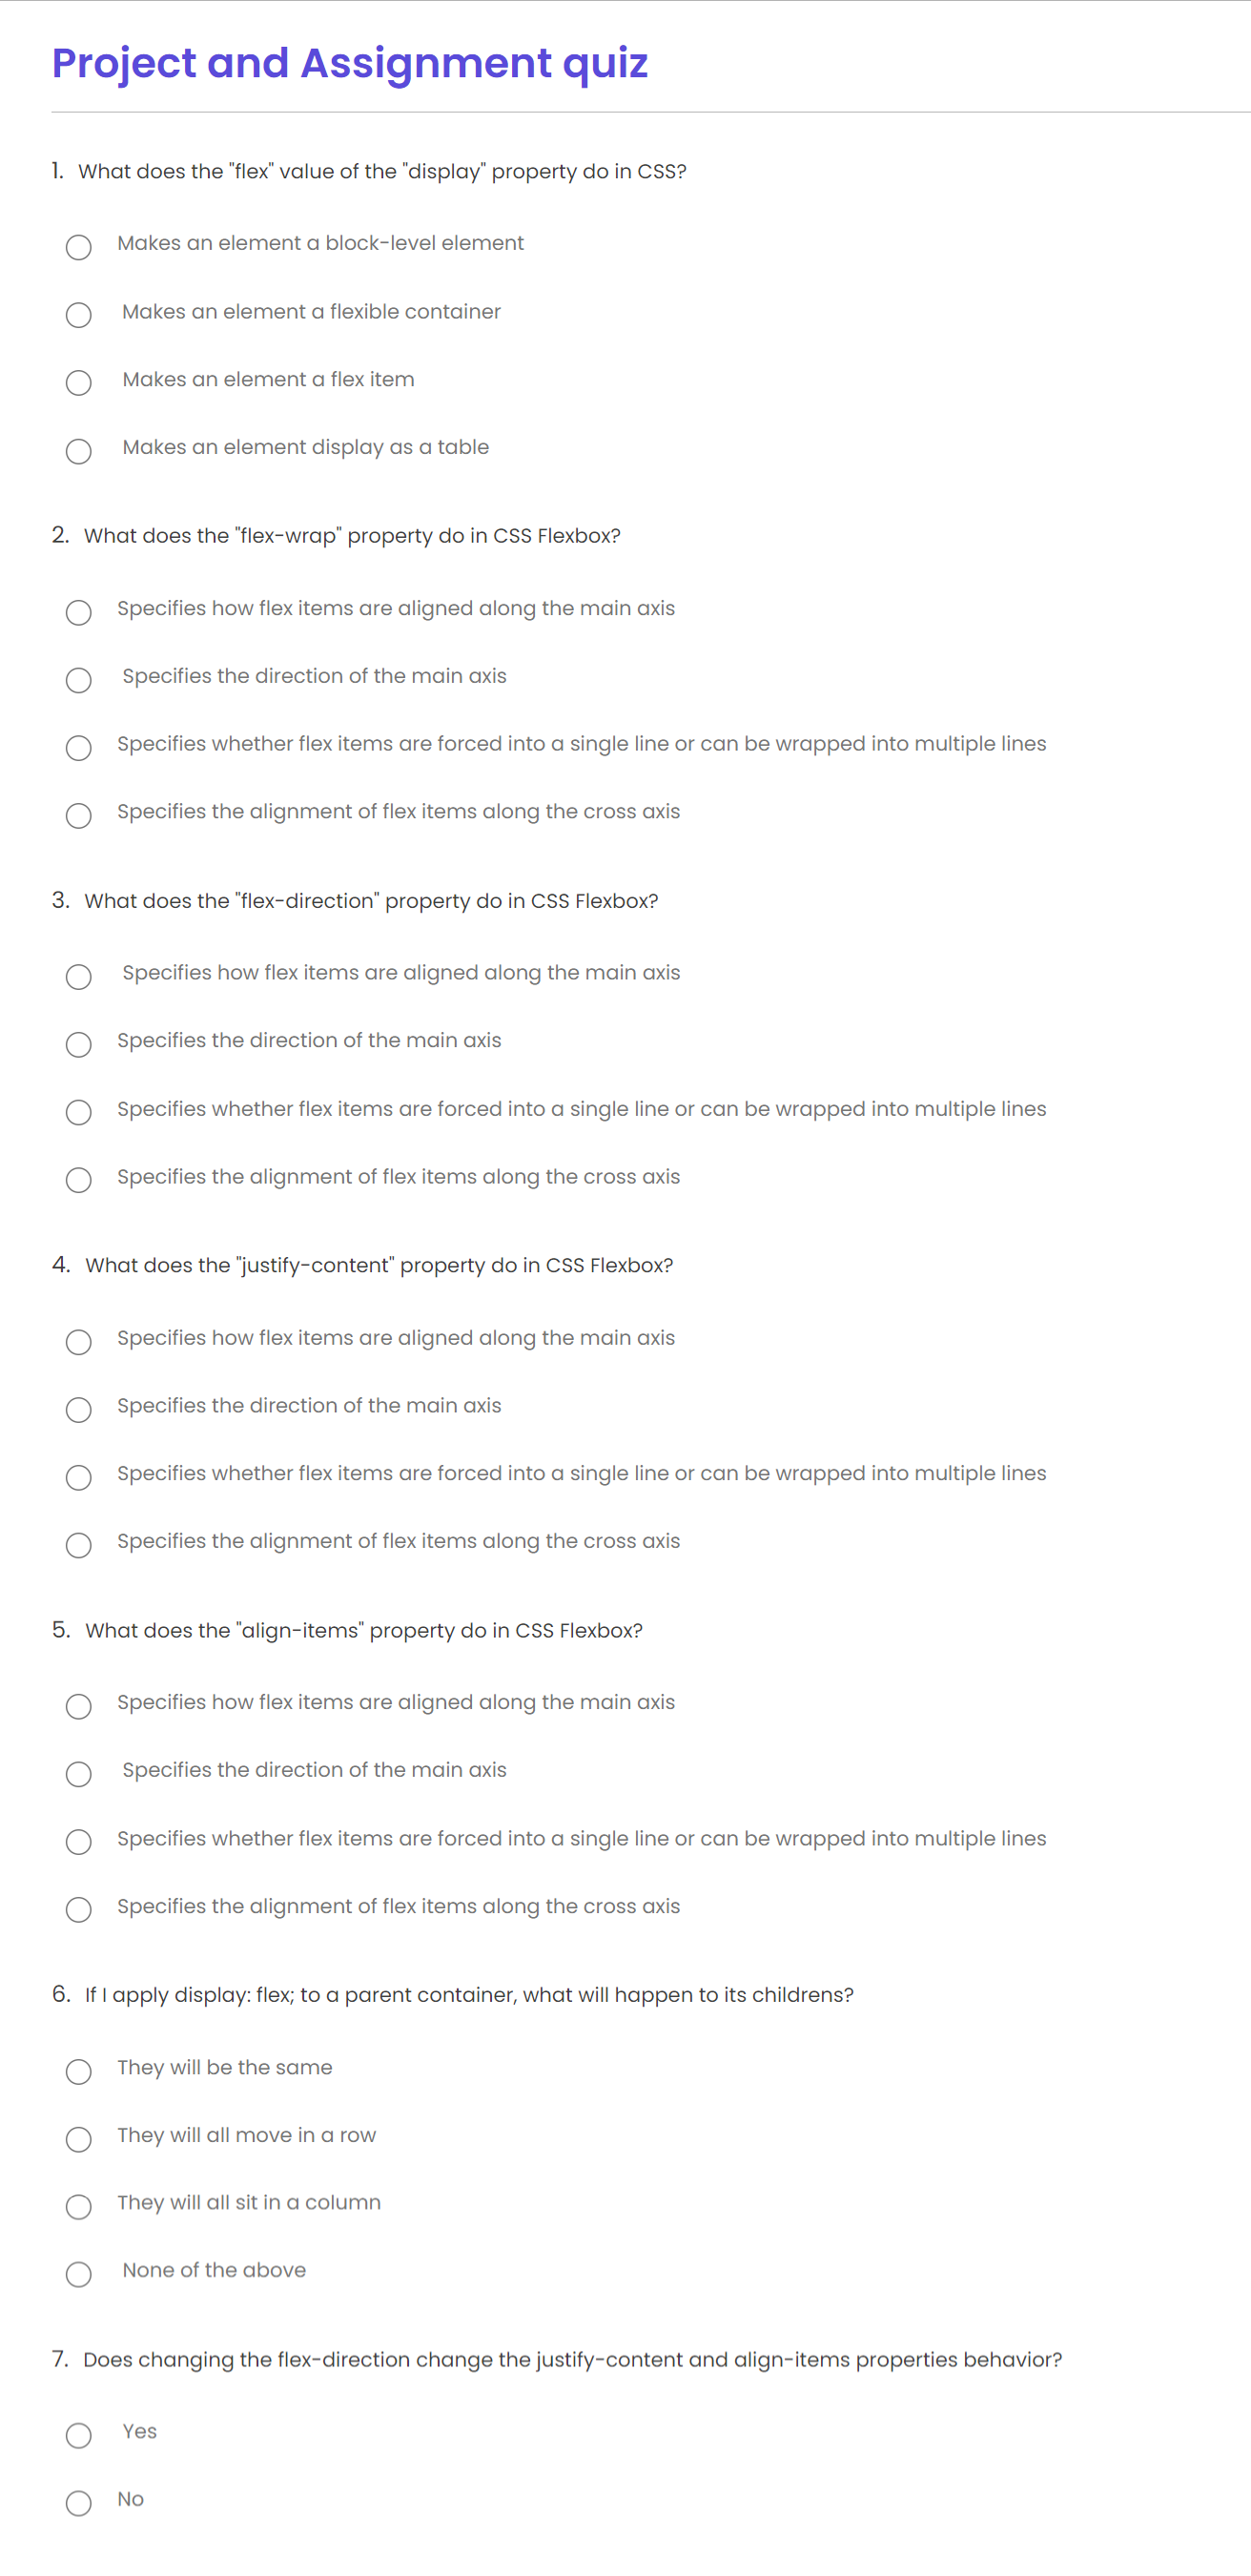 Project and Assignment quiz
1. What does the "flex" value of the "display" property do in CSS?
Makes an element a block-level element
Makes an element a flexible container
Makes an element a flex item
Makes an element display as a table
2. What does the "flex-wrap" property do in CSS Flexbox?
Specifies how flex items are aligned along the main axis
Specifies the direction of the main axis
Specifies whether flex items are forced into a single line or can be wrapped into multiple lines
Specifies the alignment of flex items along the cross axis
3. What does the "flex-direction" property do in CSS Flexbox?
Specifies how flex items are aligned along the main axis
Specifies the direction of the main axis
Specifies whether flex items are forced into a single line or can be wrapped into multiple lines
Specifies the alignment of flex items along the cross axis
4. What does the "justify-content" property do in CSS Flexbox?
Specifies how flex items are aligned along the main axis
Specifies the direction of the main axis
Specifies whether flex items are forced into a single line or can be wrapped into multiple lines
Specifies the alignment of flex items along the cross axis
5. What does the "align-items" property do in CSS Flexbox?
Specifies how flex items are aligned along the main axis
Specifies the direction of the main axis
Specifies whether flex items are forced into a single line or can be wrapped into multiple lines
Specifies the alignment of flex items along the cross axis
6. If I apply display: flex; to a parent container, what will happen to its childrens?
They will be the same
They will all move in a row
They will all sit in a column
None of the above
7. Does changing the flex-direction change the justify-content and align-items properties behavior?
Yes
No